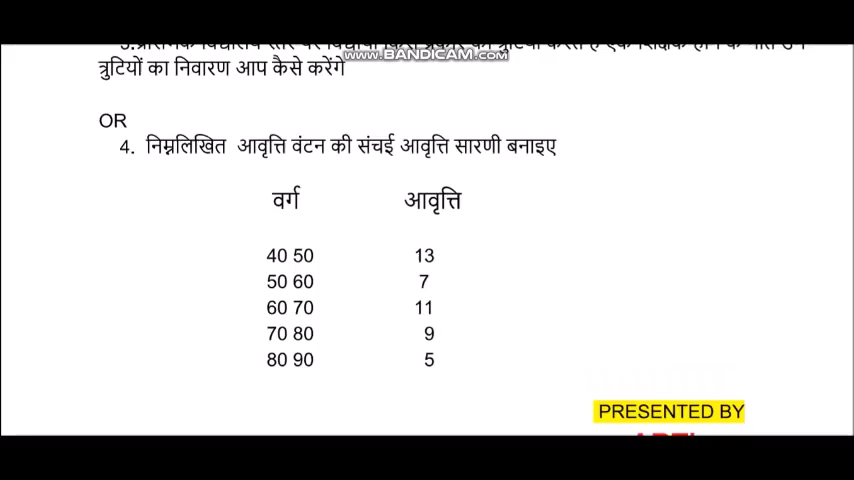 www.BANDICAM.com
त्रुटियों का निवारण आप कैसे करेंगे
OR
4. निम्नलिखित आवृत्ति वंटन की संचई आवृत्ति सारणी बनाइए
वर्ग आवृत्ति
40 50 13
50 60 7
60 70 11
70 80 9
80 90 5
PRESENTED BY